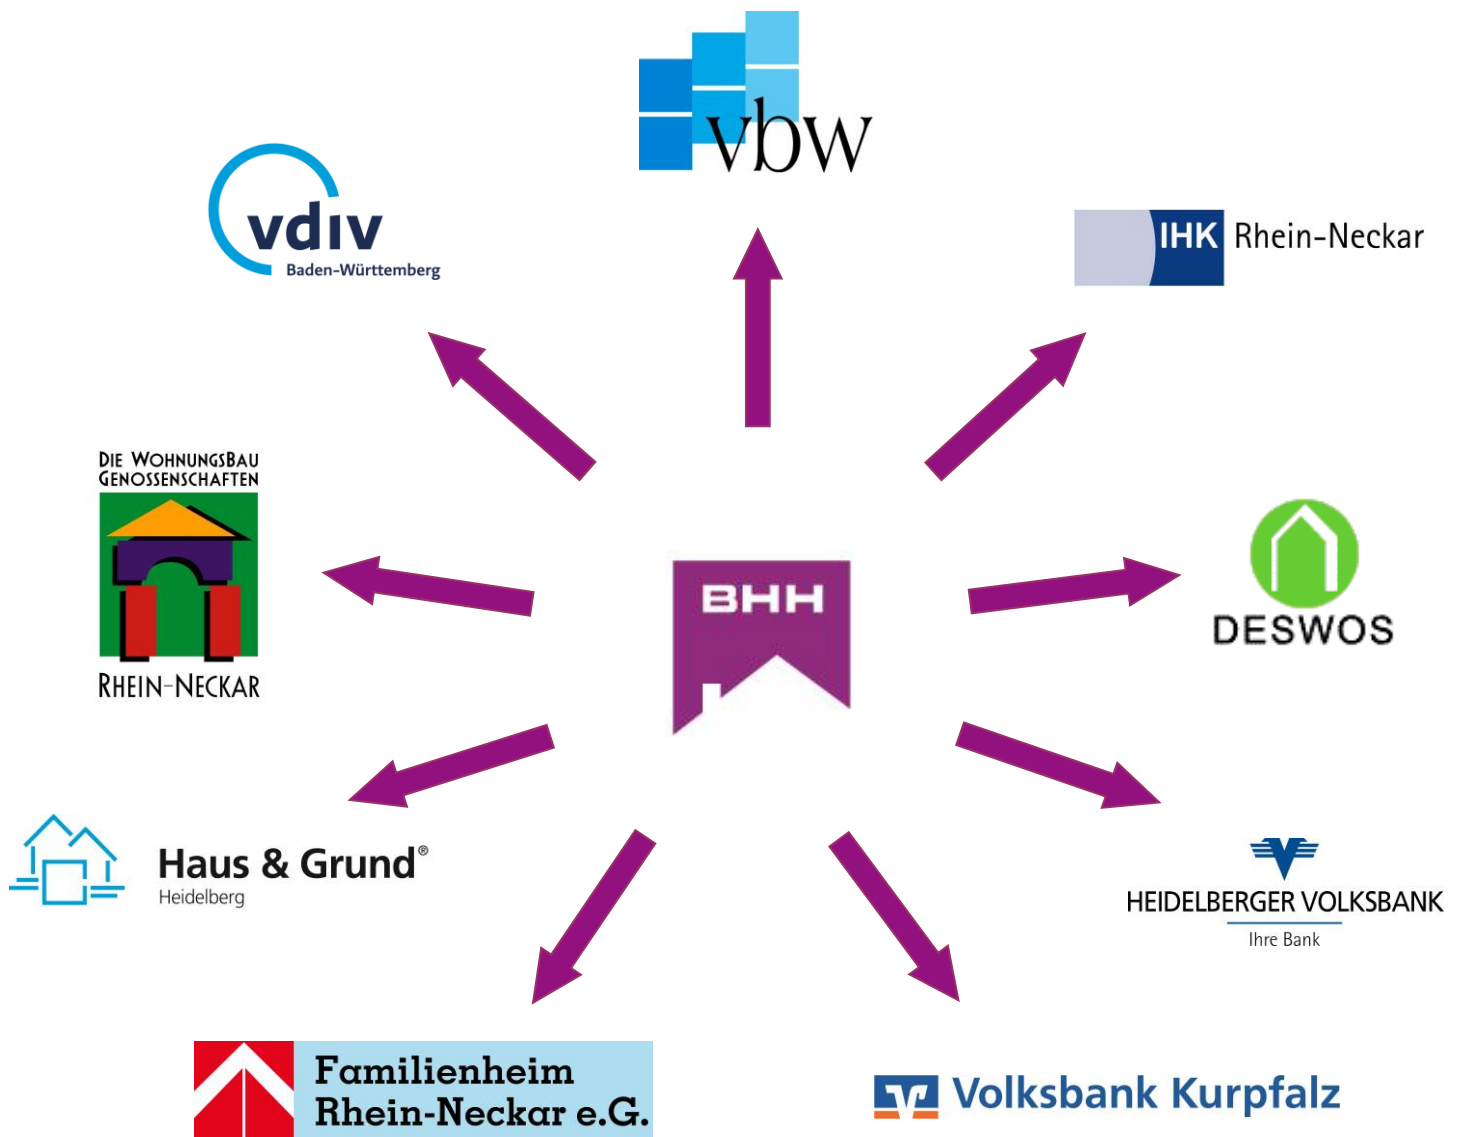 vbw
vdiv
Baden-Württemberg
IHK Rhein-Neckar
DIE WOHNUNGSBAU
GENOSSENSCHAFTEN
RHEIN-NECKAR
BHH
DESWOS
Haus & Grund®
Heidelberg
HEIDELBERGER VOLKSBANK
Ihre Bank
Familienheim
Rhein-Neckar e.G.
Volksbank Kurpfalz